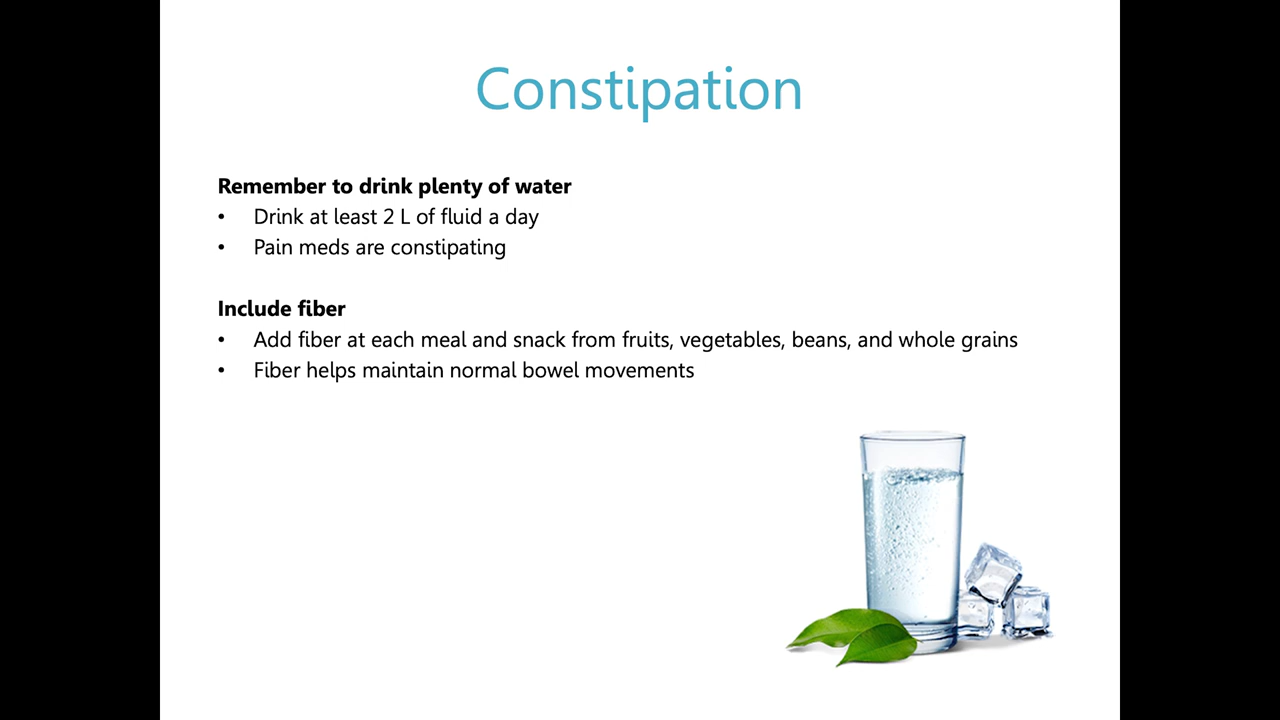 Constipation
Remember to drink plenty of water
• Drink at least 2 L of fluid a day
• Pain meds are constipating
Include fiber
• Add fiber at each meal and snack from fruits, vegetables, beans, and whole grains
• Fiber helps maintain normal bowel movements